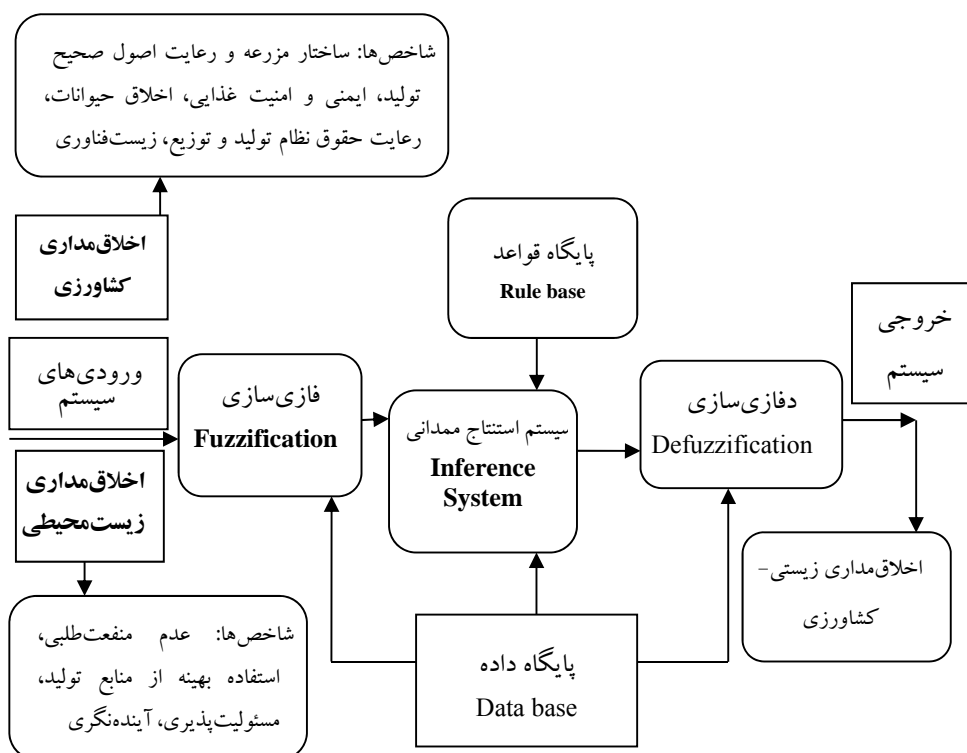 شاخص‌ها: ساختار مزرعه و رعایت اصول صحیح
تولید، ایمنی و امنیت غذایی، اخلاق حیوانات،
رعایت حقوق نظام تولید و توزیع، زیست‌فناوری
اخلاق‌مداری
کشاورزی
پایگاه قواعد
Rule base
خروجی
سیستم
ورودی‌های
سیستم
فازی‌سازی
Fuzzification
سیستم استنتاج ممدانی
Inference
System
دفازی‌سازی
Defuzzification
اخلاق‌مداری
زیست‌محیطی
اخلاق‌مداری زیستی-
کشاورزی
شاخص‌ها: عدم منفعت‌طلبی،
استفاده بهینه از منابع تولید،
مسئولیت‌پذیری، آینده‌نگری
پایگاه داده
Data base